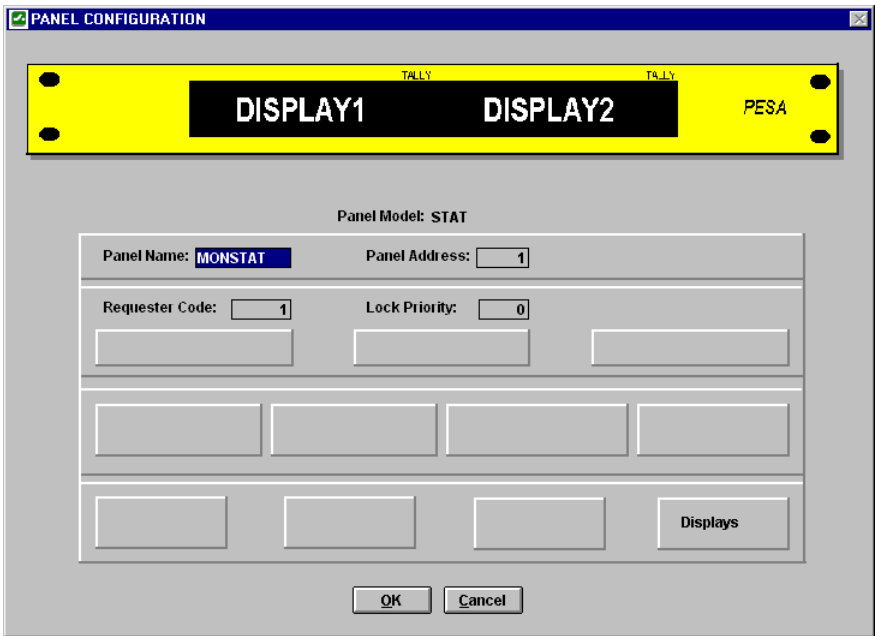 PANEL CONFIGURATION
TALLY TALLY
DISPLAY1 DISPLAY2 PESA
Panel Model: STAT
Panel Name: MONSTAT Panel Address: 1
Requester Code: 1 Lock Priority: 0
Displays
OK Cancel